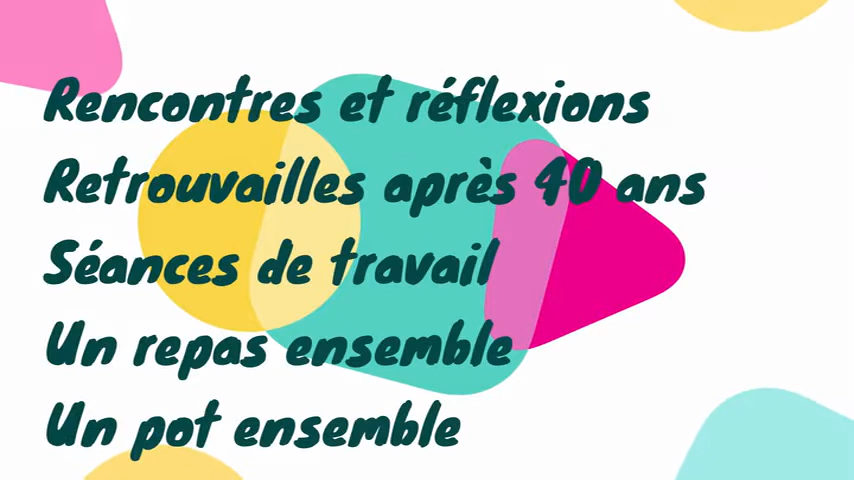 Rencontres et réflexions
Retrouvailles après 40 ans
Séances de travail
Un repas ensemble
Un pot ensemble